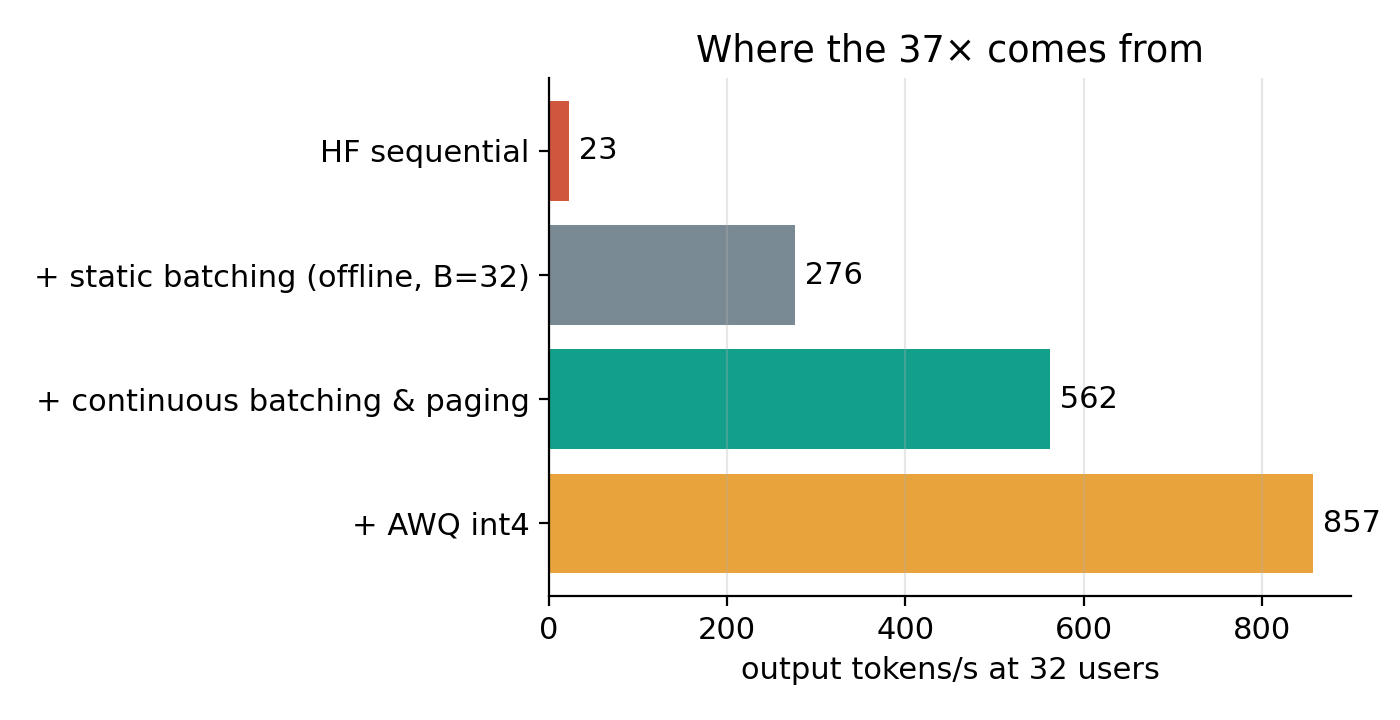 Where the 37× comes from
HF sequential
23
+ static batching (offline, B=32)
276
+ continuous batching & paging
562
+ AWQ int4
857
0 200 400 600 800
output tokens/s at 32 users